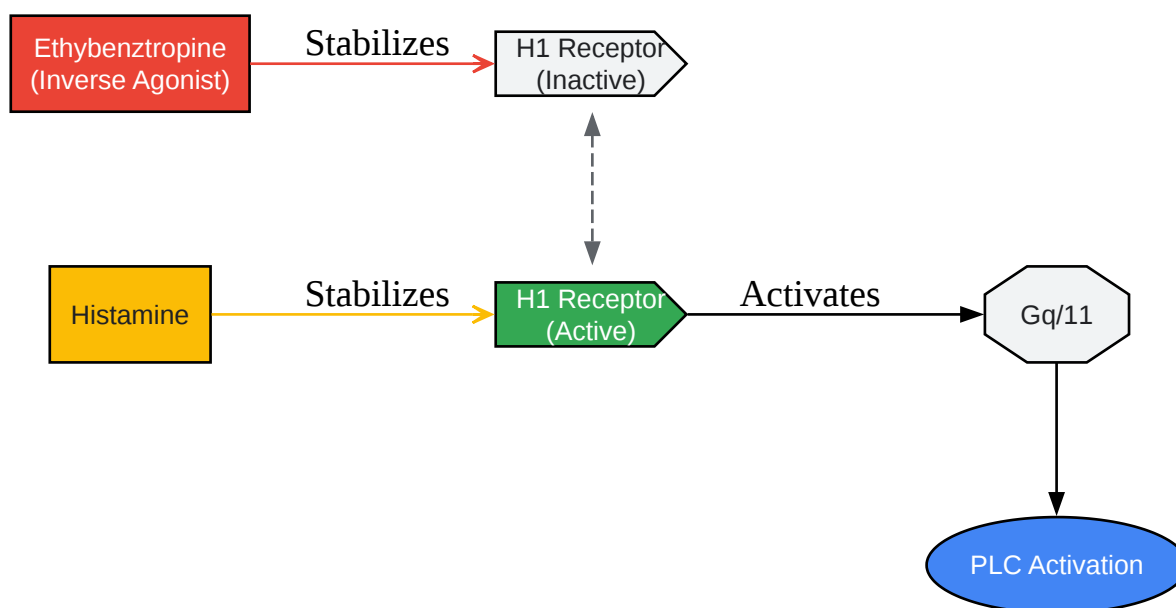 Ethybenztropine
(Inverse Agonist)
Stabilizes
H1 Receptor
(Inactive)
Histamine
Stabilizes
H1 Receptor
(Active)
Activates
Gq/11
PLC Activation